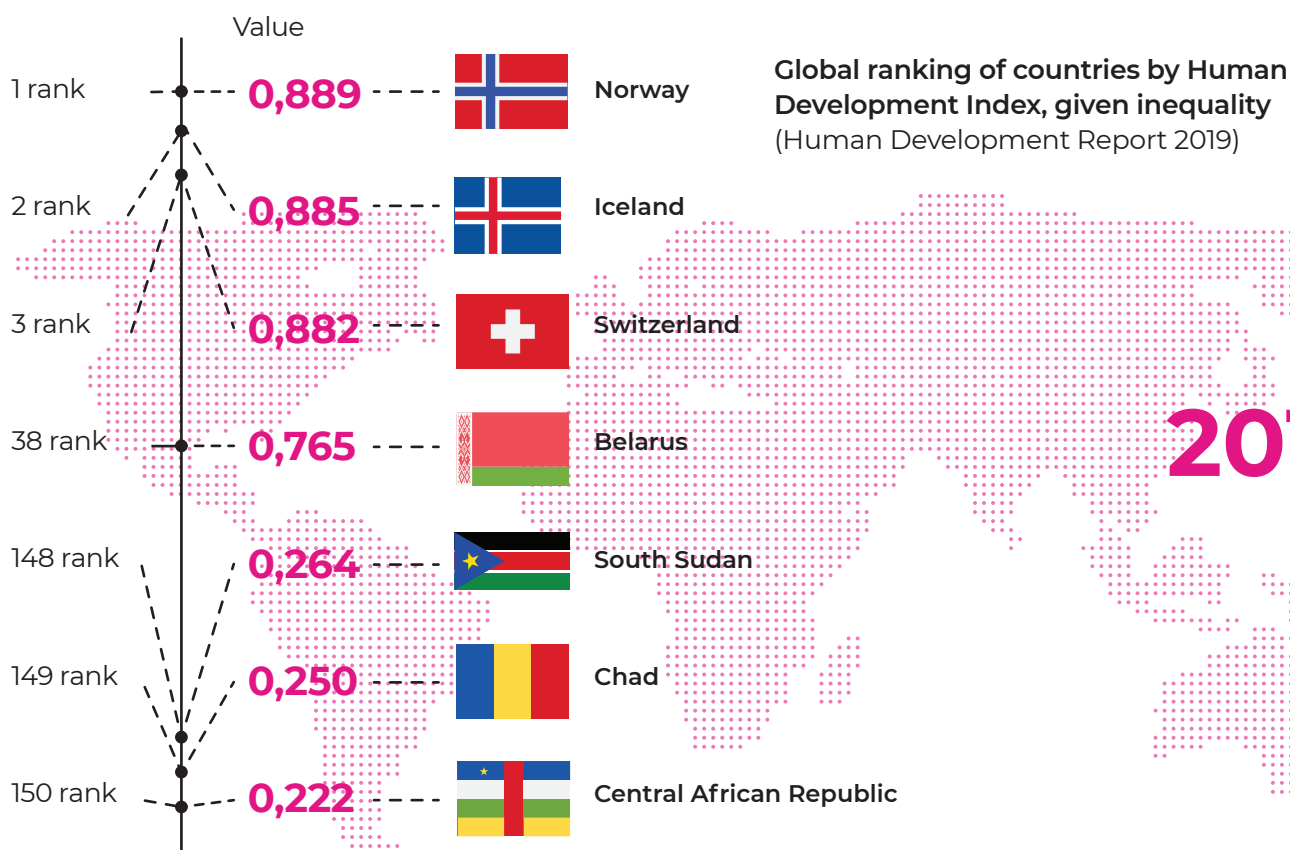 Value
Global ranking of countries by Human
Development Index, given inequality
(Human Development Report 2019)
1 rank 0,889 Norway
2 rank 0,885 Iceland
3 rank 0,882 Switzerland
38 rank 0,765 Belarus
148 rank 0,264 South Sudan
149 rank 0,250 Chad
150 rank 0,222 Central African Republic